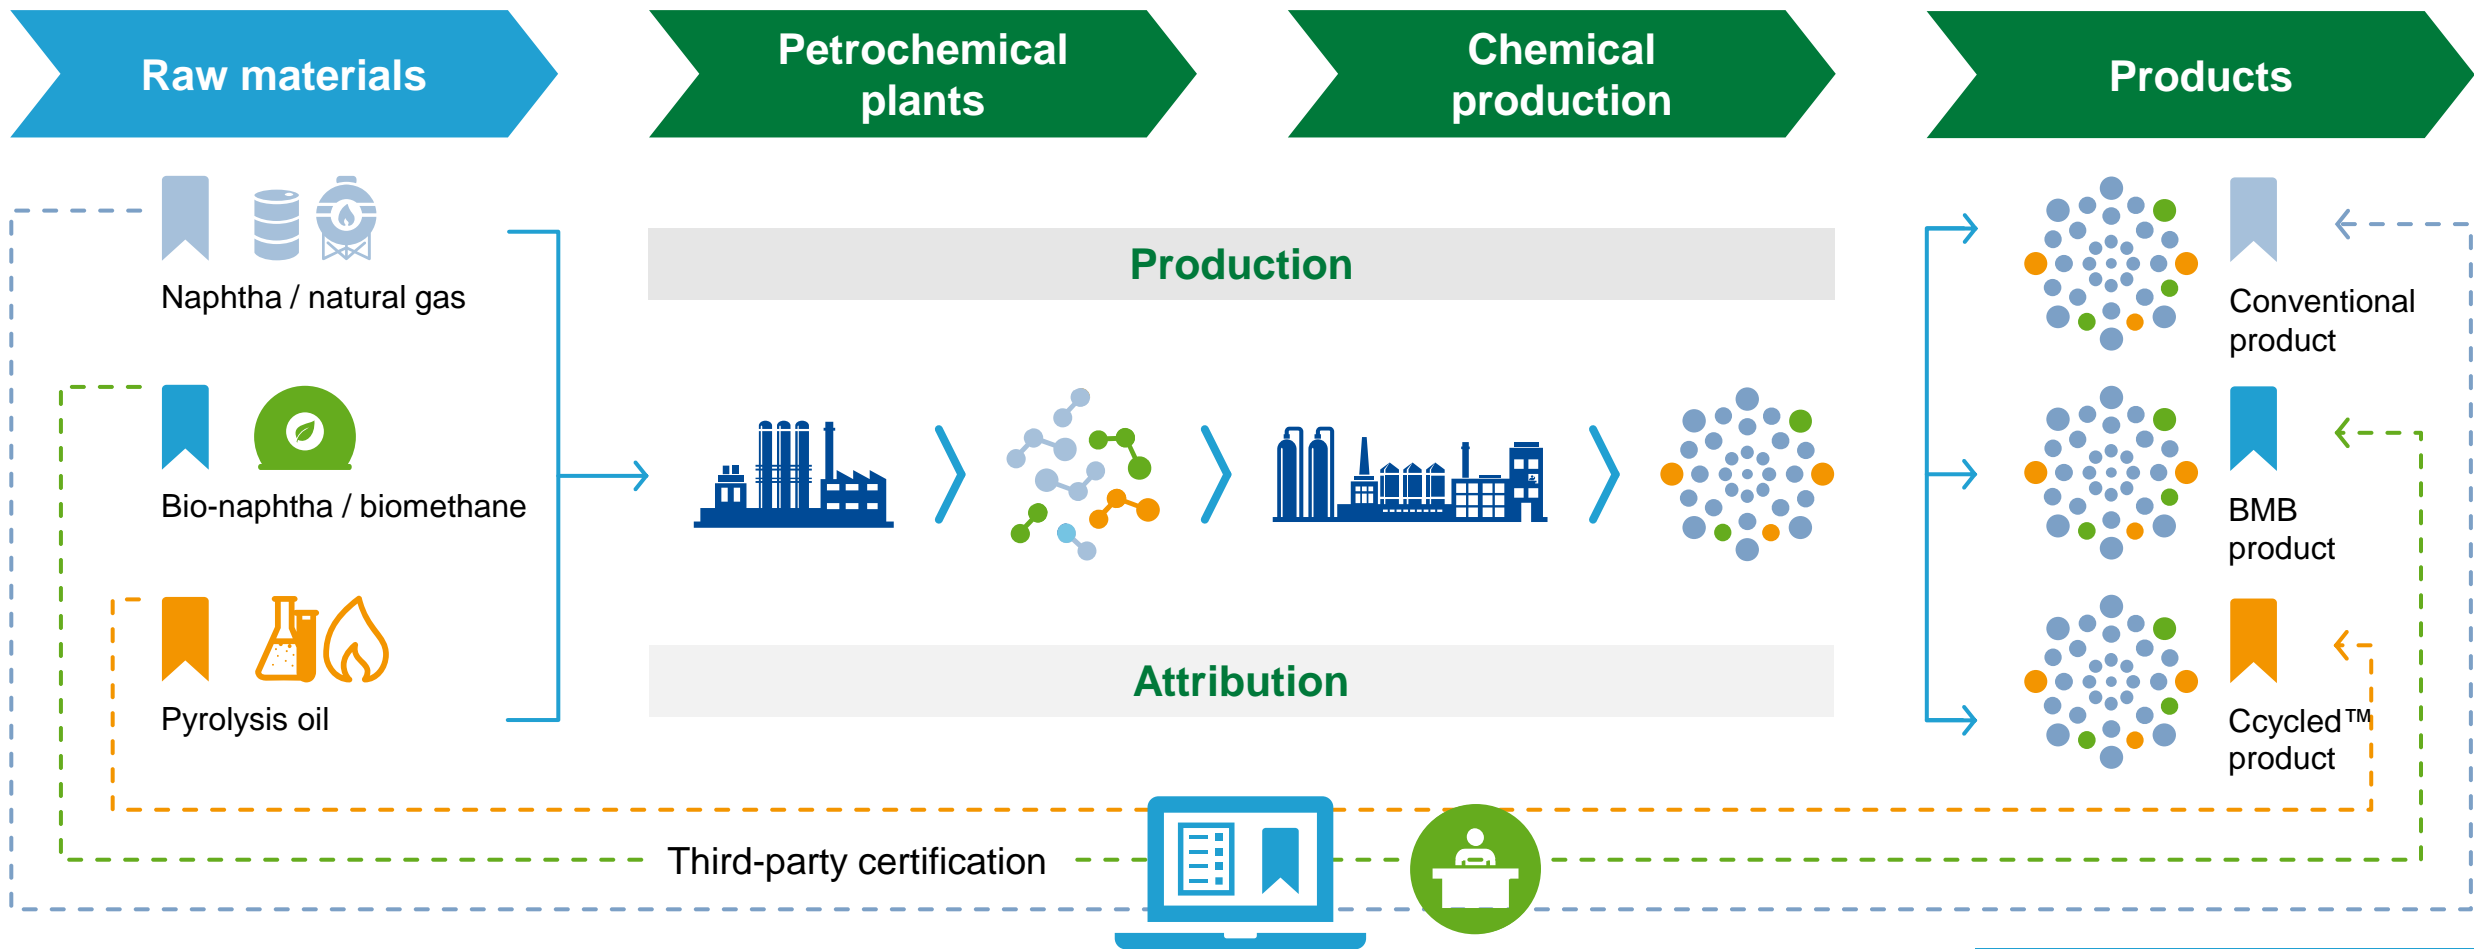 Raw materials
Petrochemical
plants
Chemical
production
Products
Production
Naphtha / natural gas
Conventional
product
Bio-naphtha / biomethane
BMB
product
Attribution
Pyrolysis oil
Ccycled™
product
Third-party certification